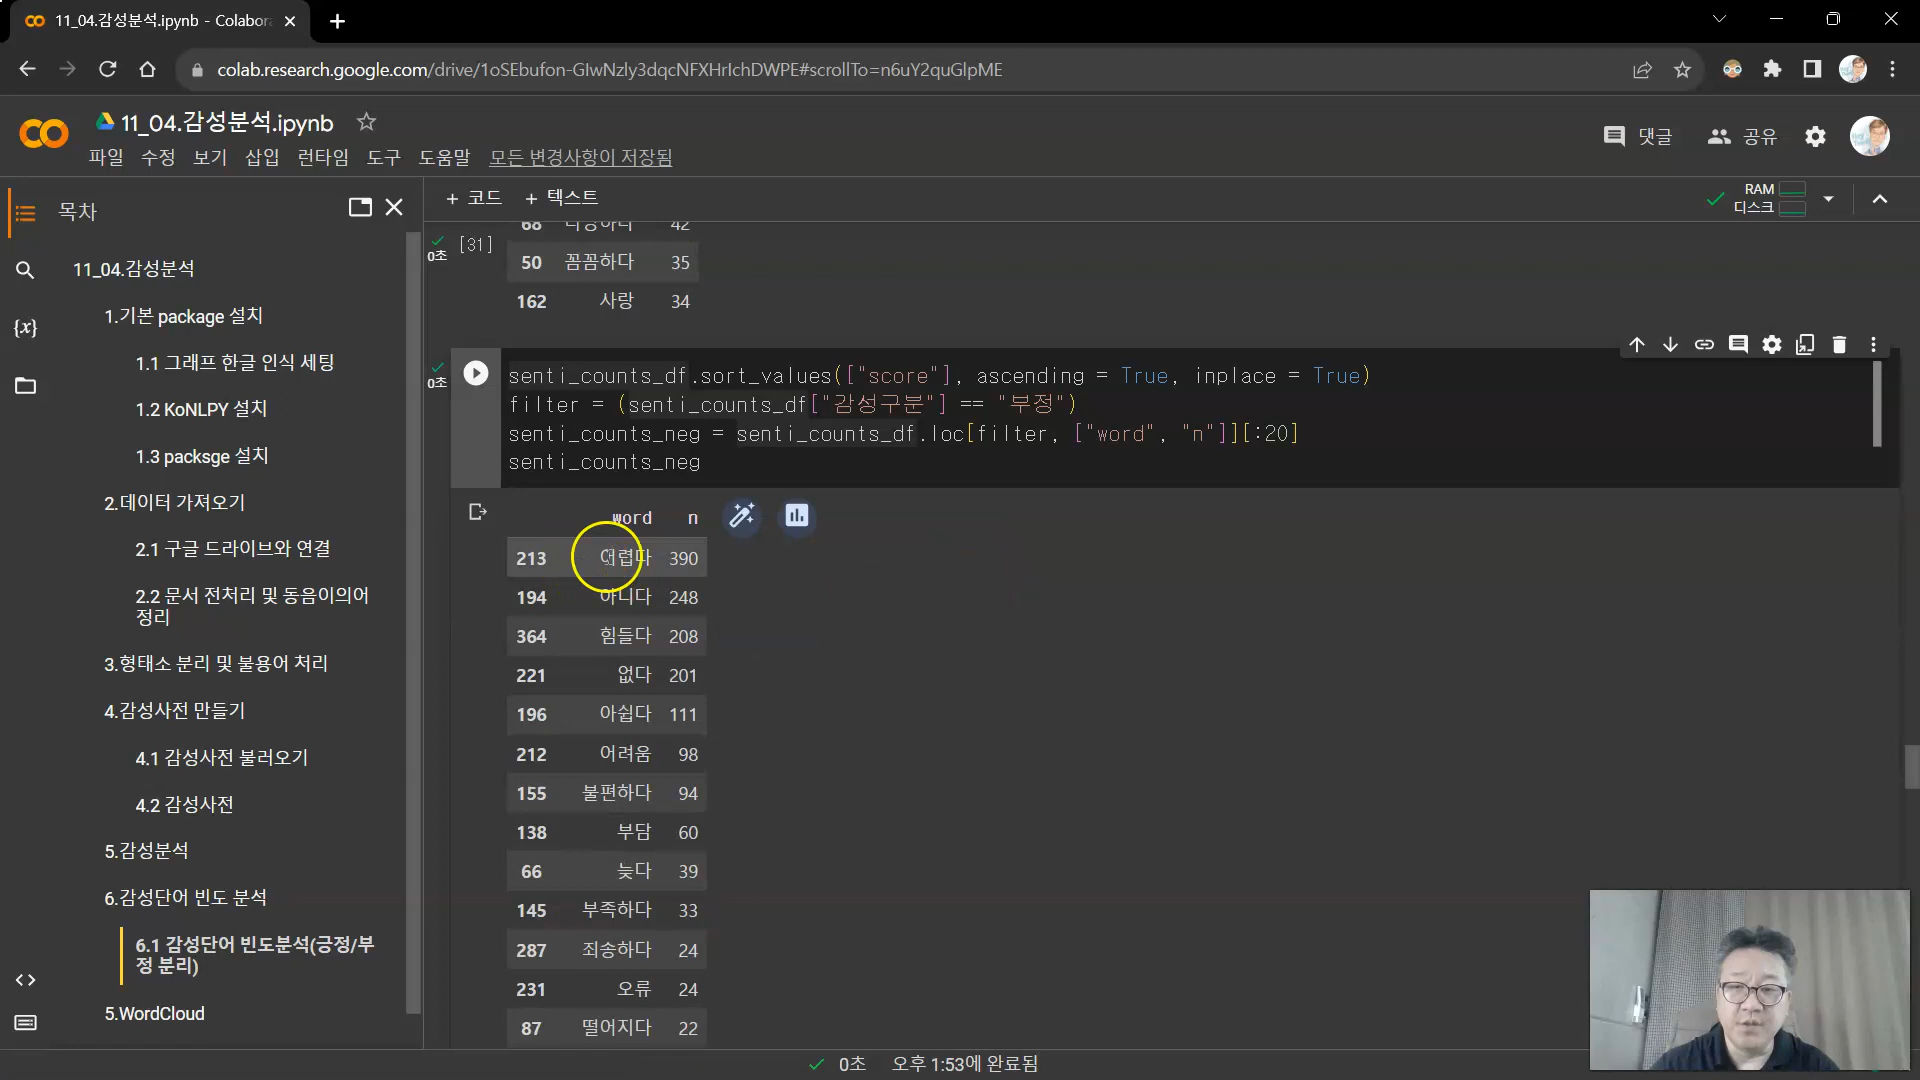 11_04.감성분석.ipynb - Colabor
colab.research.google.com/drive/1oSEbufon-GIwNzly3dqcNFXHrIchDWPE#scrollTo=n6uY2quGlpME
11_04.감성분석.ipynb
댓글
공유
파일 수정 보기 삽입 런타임 도구 도움말 모든 변경사항이 저장됨
목차
+ 코드 + 텍스트
RAM
디스크
11_04.감성분석
1.기본 package 설치
1.1 그래프 한글 인식 세팅
1.2 KoNLPY 설치
1.3 packsge 설치
2.데이터 가져오기
2.1 구글 드라이브와 연결
2.2 문서 전처리 및 동음이의어
정리
3.형태소 분리 및 불용어 처리
4.감성사전 만들기
4.1 감성사전 불러오기
4.2 감성사전
5.감성분석
6.감성단어 빈도 분석
6.1 감성단어 빈도분석(긍정/부
정 분리)
5.WordCloud
0초 [31]
68 42
50 꼼꼼하다 35
162 사랑 34
0초
senti_counts_df.sort_values(["score"], ascending = True, inplace = True)
filter = (senti_counts_df["감성구분"] == "부정")
senti_counts_neg = senti_counts_df.loc[filter, ["word", "n"]][:20]
senti_counts_neg
word n
213 어렵다 390
194 아니다 248
364 힘들다 208
221 없다 201
196 아쉽다 111
212 어려움 98
155 불편하다 94
138 부담 60
66 늦다 39
145 부족하다 33
287 죄송하다 24
231 오류 24
87 떨어지다 22
0초 오후 1:53에 완료됨